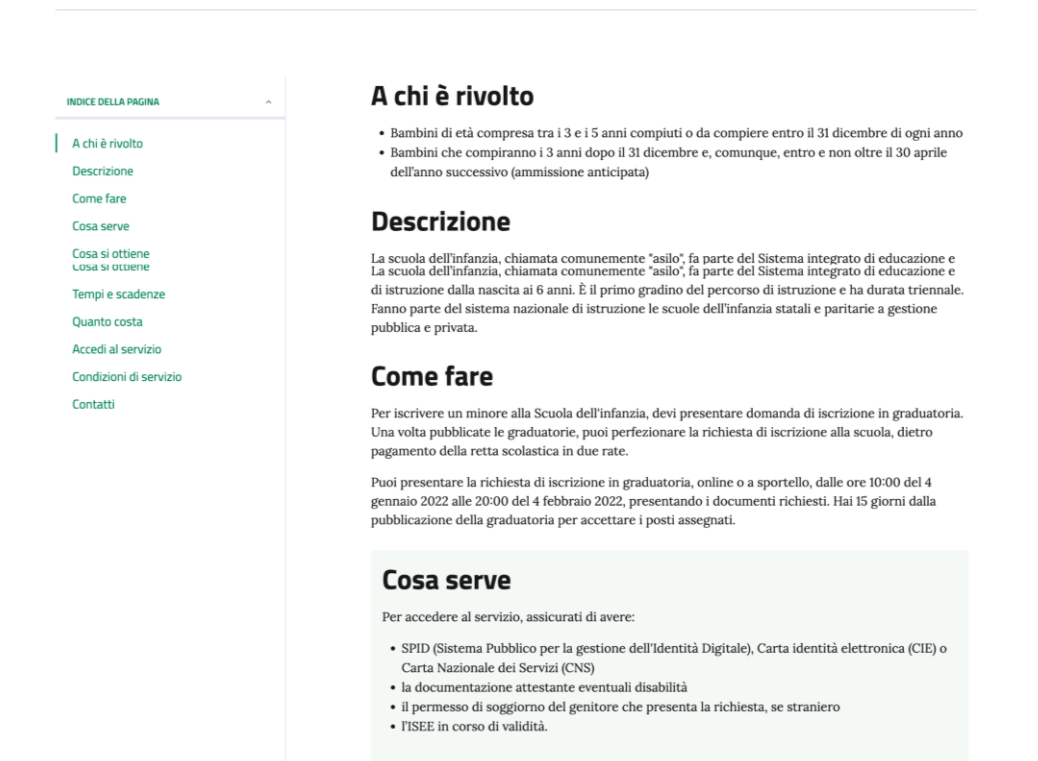 INDICE DELLA PAGINA
A chi è rivolto
Descrizione
Come fare
Cosa serve
Cosa si ottiene
Cosa si ottiene
Tempi e scadenze
Quanto costa
Accedi al servizio
Condizioni di servizio
Contatti
A chi è rivolto
• Bambini di età compresa tra i 3 e i 5 anni compiuti o da compiere entro il 31 dicembre di ogni anno
• Bambini che compiranno i 3 anni dopo il 31 dicembre e, comunque, entro e non oltre il 30 aprile
dell'anno successivo (ammissione anticipata)
Descrizione
La scuola dell'infanzia, chiamata comunemente "asilo", fa parte del Sistema integrato di educazione e
La scuola dell'infanzia, chiamata comunemente "asilo", fa parte del Sistema integrato di educazione e
di istruzione dalla nascita ai 6 anni. È il primo gradino del percorso di istruzione e ha durata triennale.
Fanno parte del sistema nazionale di istruzione le scuole dell'infanzia statali e paritarie a gestione
pubblica e privata.
Come fare
Per iscrivere un minore alla Scuola dell'infanzia, devi presentare domanda di iscrizione in graduatoria.
Una volta pubblicate le graduatorie, puoi perfezionare la richiesta di iscrizione alla scuola, dietro
pagamento della retta scolastica in due rate.
Puoi presentare la richiesta di iscrizione in graduatoria, online o a sportello, dalle ore 10:00 del 4
gennaio 2022 alle 20:00 del 4 febbraio 2022, presentando i documenti richiesti. Hai 15 giorni dalla
pubblicazione della graduatoria per accettare i posti assegnati.
Cosa serve
Per accedere al servizio, assicurati di avere:
• SPID (Sistema Pubblico per la gestione dell'Identità Digitale), Carta identità elettronica (CIE) o
Carta Nazionale dei Servizi (CNS)
• la documentazione attestante eventuali disabilità
• il permesso di soggiorno del genitore che presenta la richiesta, se straniero
• l'ISEE in corso di validità.